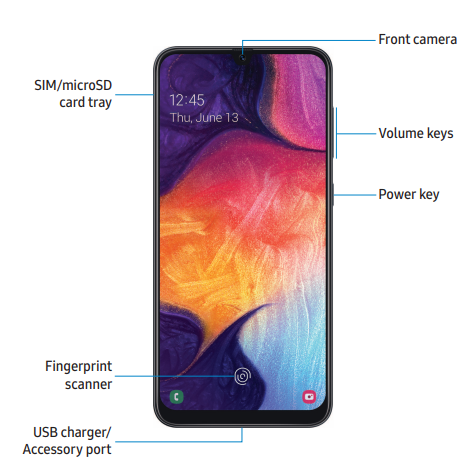 Front camera
SIM/microSD
card tray
12:45
Thu, June 13
Volume keys
Power key
Fingerprint
scanner
USB charger/
Accessory port